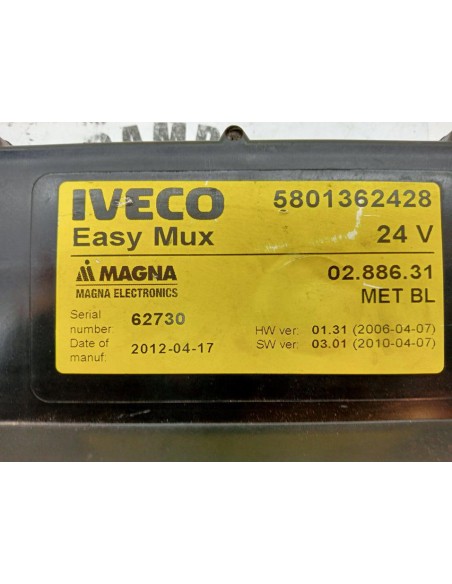 IVECO 5801362428
Easy Mux 24 V
MAGNA 02.886.31
MAGNA ELECTRONICS MET BL
Serial number: 62730 HW ver: 01.31 (2006-04-07)
Date of manuf: 2012-04-17 SW ver: 03.01 (2010-04-07)